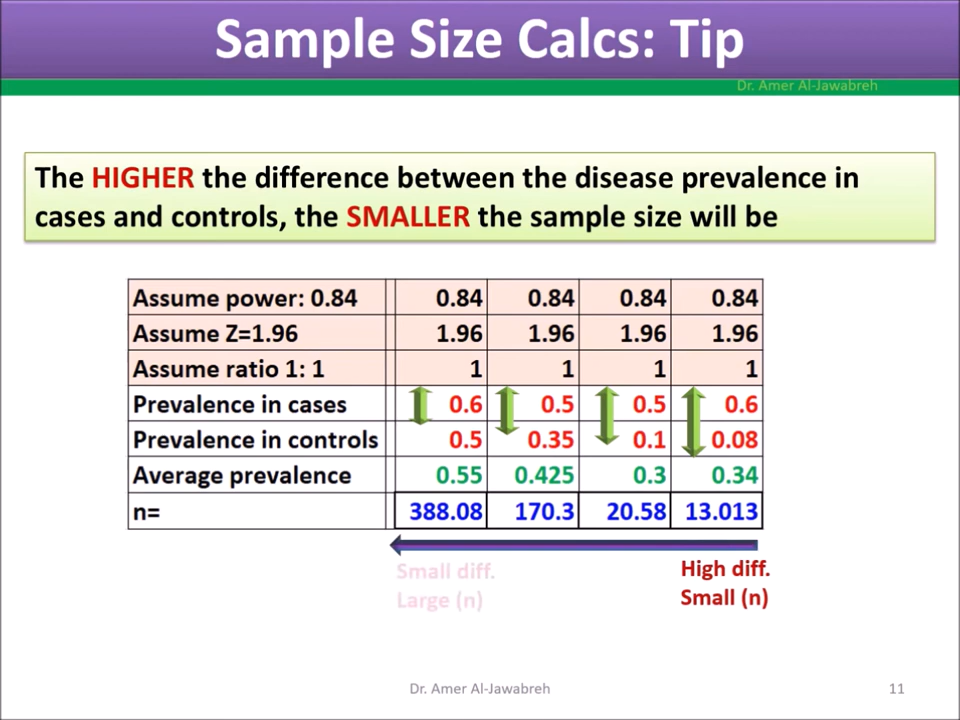 Sample Size Calcs: Tip
Dr. Amer Al-Jawabreh
The HIGHER the difference between the disease prevalence in
cases and controls, the SMALLER the sample size will be
Assume power: 0.84 0.84 0.84 0.84 0.84
Assume Z=1.96 1.96 1.96 1.96 1.96
Assume ratio 1: 1 1 1 1 1
Prevalence in cases 0.6 0.5 0.5 0.6
Prevalence in controls 0.5 0.35 0.1 0.08
Average prevalence 0.55 0.425 0.3 0.34
n= 388.08 170.3 20.58 13.013
Small diff. High diff.
Large (n) Small (n)
Dr. Amer Al-Jawabreh 11